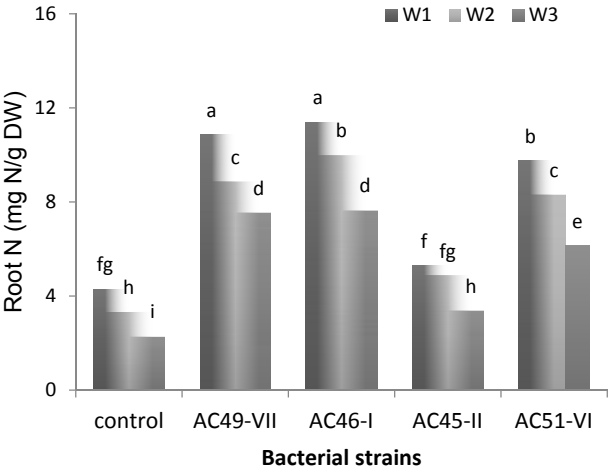 W1 W2 W3
16
12
8
4
0
Root N (mg N/g DW)
fg h i
a c d
a b d
f fg h
b c e
control AC49-VII AC46-I AC45-II AC51-VI
Bacterial strains